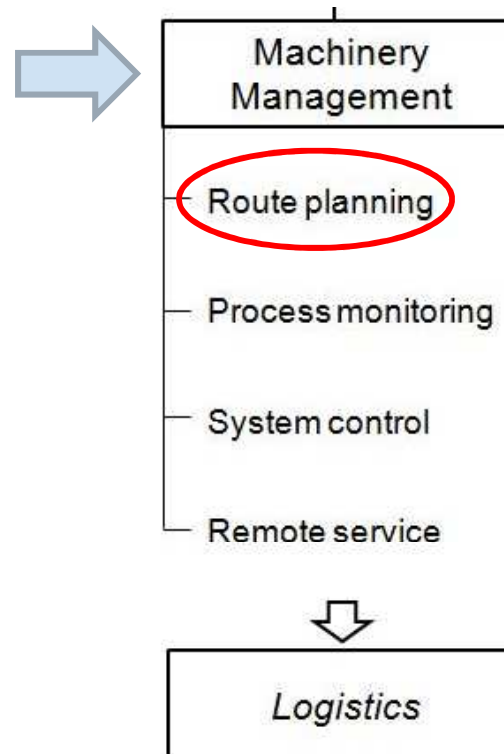 Machinery
Management
Route planning
Process monitoring
System control
Remote service
Logistics